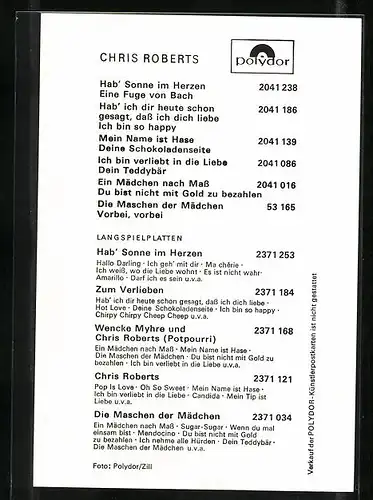 CHRIS ROBERTS
polydor
Hab' Sonne im Herzen 2041 238
Eine Fuge von Bach
Hab' ich dir heute schon 2041 186
gesagt, daß ich dich liebe
Ich bin so happy
Mein Name ist Hase 2041 139
Deine Schokoladenseite
Ich bin verliebt in die Liebe 2041 086
Dein Teddybär
Ein Mädchen nach Maß 2041 016
Du bist nicht mit Gold zu bezahlen
Die Maschen der Mädchen 53 165
Vorbei, vorbei
LANGSPIELPLATTEN
Hab' Sonne im Herzen 2371 253
Hallo Darling · Ich geh' mit dir · Ma chérie ·
Ich weiß, wo die Liebe wohnt · Es ist nicht wahr ·
Amarillo · Darf ich es sein u.v.a.
Zum Verlieben 2371 184
Hab' ich dir heute schon gesagt, daß ich dich liebe ·
Hot Love · Deine Schokoladenseite · Ich bin so happy ·
Chirpy Chirpy Cheep Cheep u.v.a.
Wencke Myhre und 2371 168
Chris Roberts (Potpourri)
Ein Mädchen nach Maß · Mein Name ist Hase ·
Die Maschen der Mädchen · Du bist nicht mit Gold zu
bezahlen · Ich bin verliebt in die Liebe u.v.a.
Chris Roberts 2371 121
Pop Is Love · Oh So Sweet · Mein Name ist Hase ·
Ich bin verliebt in die Liebe · Candida · Mein Tip ist
Liebe u.v.a.
Die Maschen der Mädchen 2371 034
Ein Mädchen nach Maß · Sugar-Sugar · Wenn du mal
einsam bist · Mendocino · Du bist nicht mit Gold
zu bezahlen · Ich nehme alle Hürden · Dein Teddybär ·
Die Maschen der Mädchen u.v.a.
Foto: Polydor/Zill
Verkauf der POLYDOR-Künstlerpostkarten ist nicht gestattet